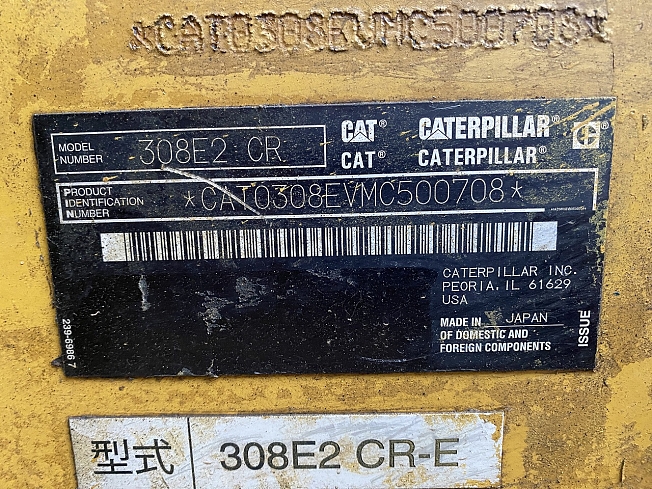 *CAT0308EVMC500708*
MODEL NUMBER 308E2 CR
CAT® CATERPILLAR®
CAT® CATERPILLAR®
PRODUCT IDENTIFICATION NUMBER *CAT0308EVMC500708*
CATERPILLAR INC.
PEORIA, IL 61629
USA
MADE IN JAPAN
OF DOMESTIC AND
FOREIGN COMPONENTS
ISSUE
239-6986 7
型式 308E2 CR-E